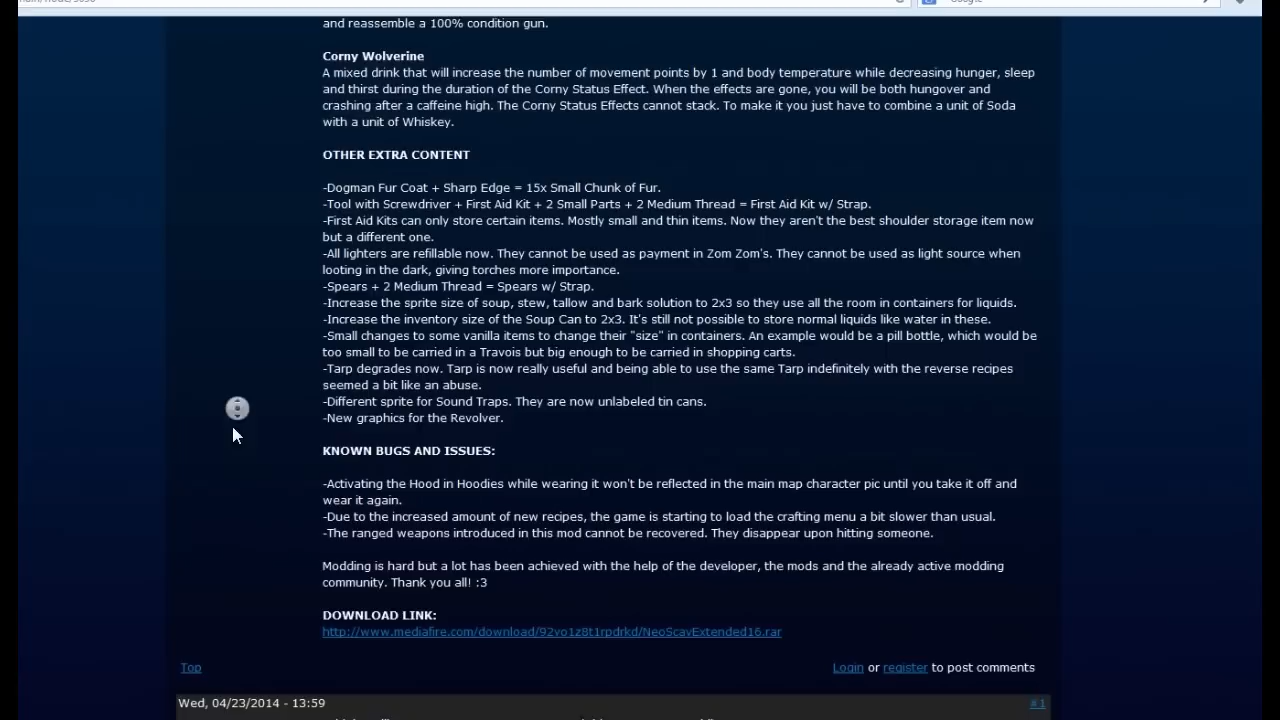 and reassemble a 100% condition gun.
Corny Wolverine
A mixed drink that will increase the number of movement points by 1 and body temperature while decreasing hunger, sleep
and thirst during the duration of the Corny Status Effect. When the effects are gone, you will be both hungover and
crashing after a caffeine high. The Corny Status Effects cannot stack. To make it you just have to combine a unit of Soda
with a unit of Whiskey.
OTHER EXTRA CONTENT
-Dogman Fur Coat + Sharp Edge = 15x Small Chunk of Fur.
-Tool with Screwdriver + First Aid Kit + 2 Small Parts + 2 Medium Thread = First Aid Kit w/ Strap.
-First Aid Kits can only store certain items. Mostly small and thin items. Now they aren't the best shoulder storage item now
but a different one.
-All lighters are refillable now. They cannot be used as payment in Zom Zom's. They cannot be used as light source when
looting in the dark, giving torches more importance.
-Spears + 2 Medium Thread = Spears w/ Strap.
-Increase the sprite size of soup, stew, tallow and bark solution to 2x3 so they use all the room in containers for liquids.
-Increase the inventory size of the Soup Can to 2x3. It's still not possible to store normal liquids like water in these.
-Small changes to some vanilla items to change their "size" in containers. An example would be a pill bottle, which would be
too small to be carried in a Travois but big enough to be carried in shopping carts.
-Tarp degrades now. Tarp is now really useful and being able to use the same Tarp indefinitely with the reverse recipes
seemed a bit like an abuse.
-Different sprite for Sound Traps. They are now unlabeled tin cans.
-New graphics for the Revolver.
KNOWN BUGS AND ISSUES:
-Activating the Hood in Hoodies while wearing it won't be reflected in the main map character pic until you take it off and
wear it again.
-Due to the increased amount of new recipes, the game is starting to load the crafting menu a bit slower than usual.
-The ranged weapons introduced in this mod cannot be recovered. They disappear upon hitting someone.
Modding is hard but a lot has been achieved with the help of the developer, the mods and the already active modding
community. Thank you all! :3
DOWNLOAD LINK:
http://www.mediafire.com/download/92vo1z8t1rpdrkd/NeoScavExtended16.rar
Top
Login or register to post comments
Wed, 04/23/2014 - 13:59
#1